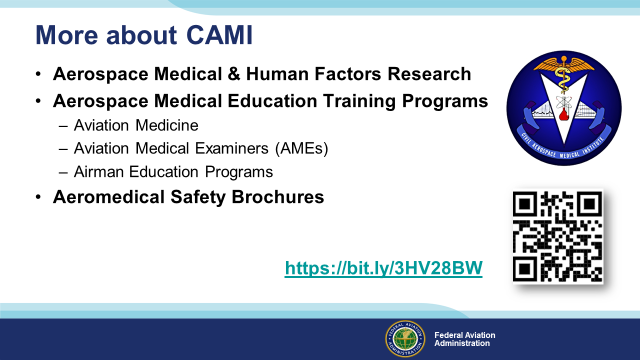 More about CAMI
• Aerospace Medical & Human Factors Research
• Aerospace Medical Education Training Programs
– Aviation Medicine
– Aviation Medical Examiners (AMEs)
– Airman Education Programs
• Aeromedical Safety Brochures
CIVIL AEROSPACE MEDICAL INSTITUTE
https://bit.ly/3HV28BW
Federal Aviation
Administration